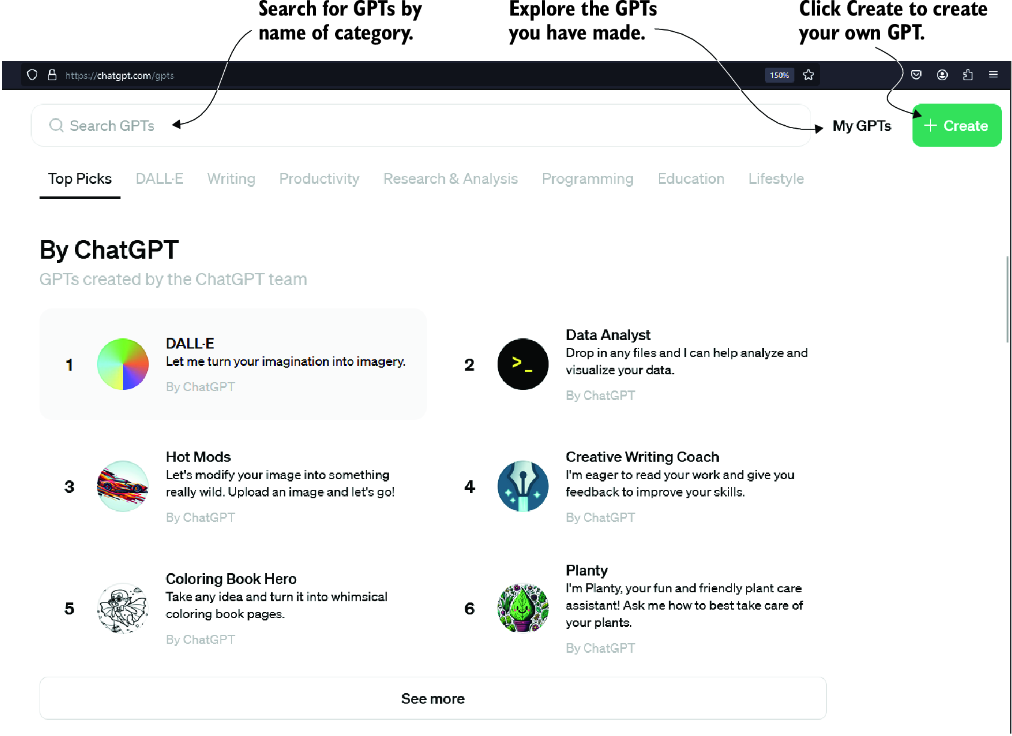 Search for GPTs by
name of category.
Explore the GPTs
you have made.
Click Create to create
your own GPT.
https://chatgpt.com/gpts
150%
Search GPTs
My GPTs
+ Create
Top Picks DALL·E Writing Productivity Research & Analysis Programming Education Lifestyle
By ChatGPT
GPTs created by the ChatGPT team
1
DALL·E
Let me turn your imagination into imagery.
By ChatGPT
2
Data Analyst
Drop in any files and I can help analyze and
visualize your data.
By ChatGPT
3
Hot Mods
Let's modify your image into something
really wild. Upload an image and let's go!
By ChatGPT
4
Creative Writing Coach
I'm eager to read your work and give you
feedback to improve your skills.
By ChatGPT
5
Coloring Book Hero
Take any idea and turn it into whimsical
coloring book pages.
By ChatGPT
6
Planty
I'm Planty, your fun and friendly plant care
assistant! Ask me how to best take care of
your plants.
By ChatGPT
See more